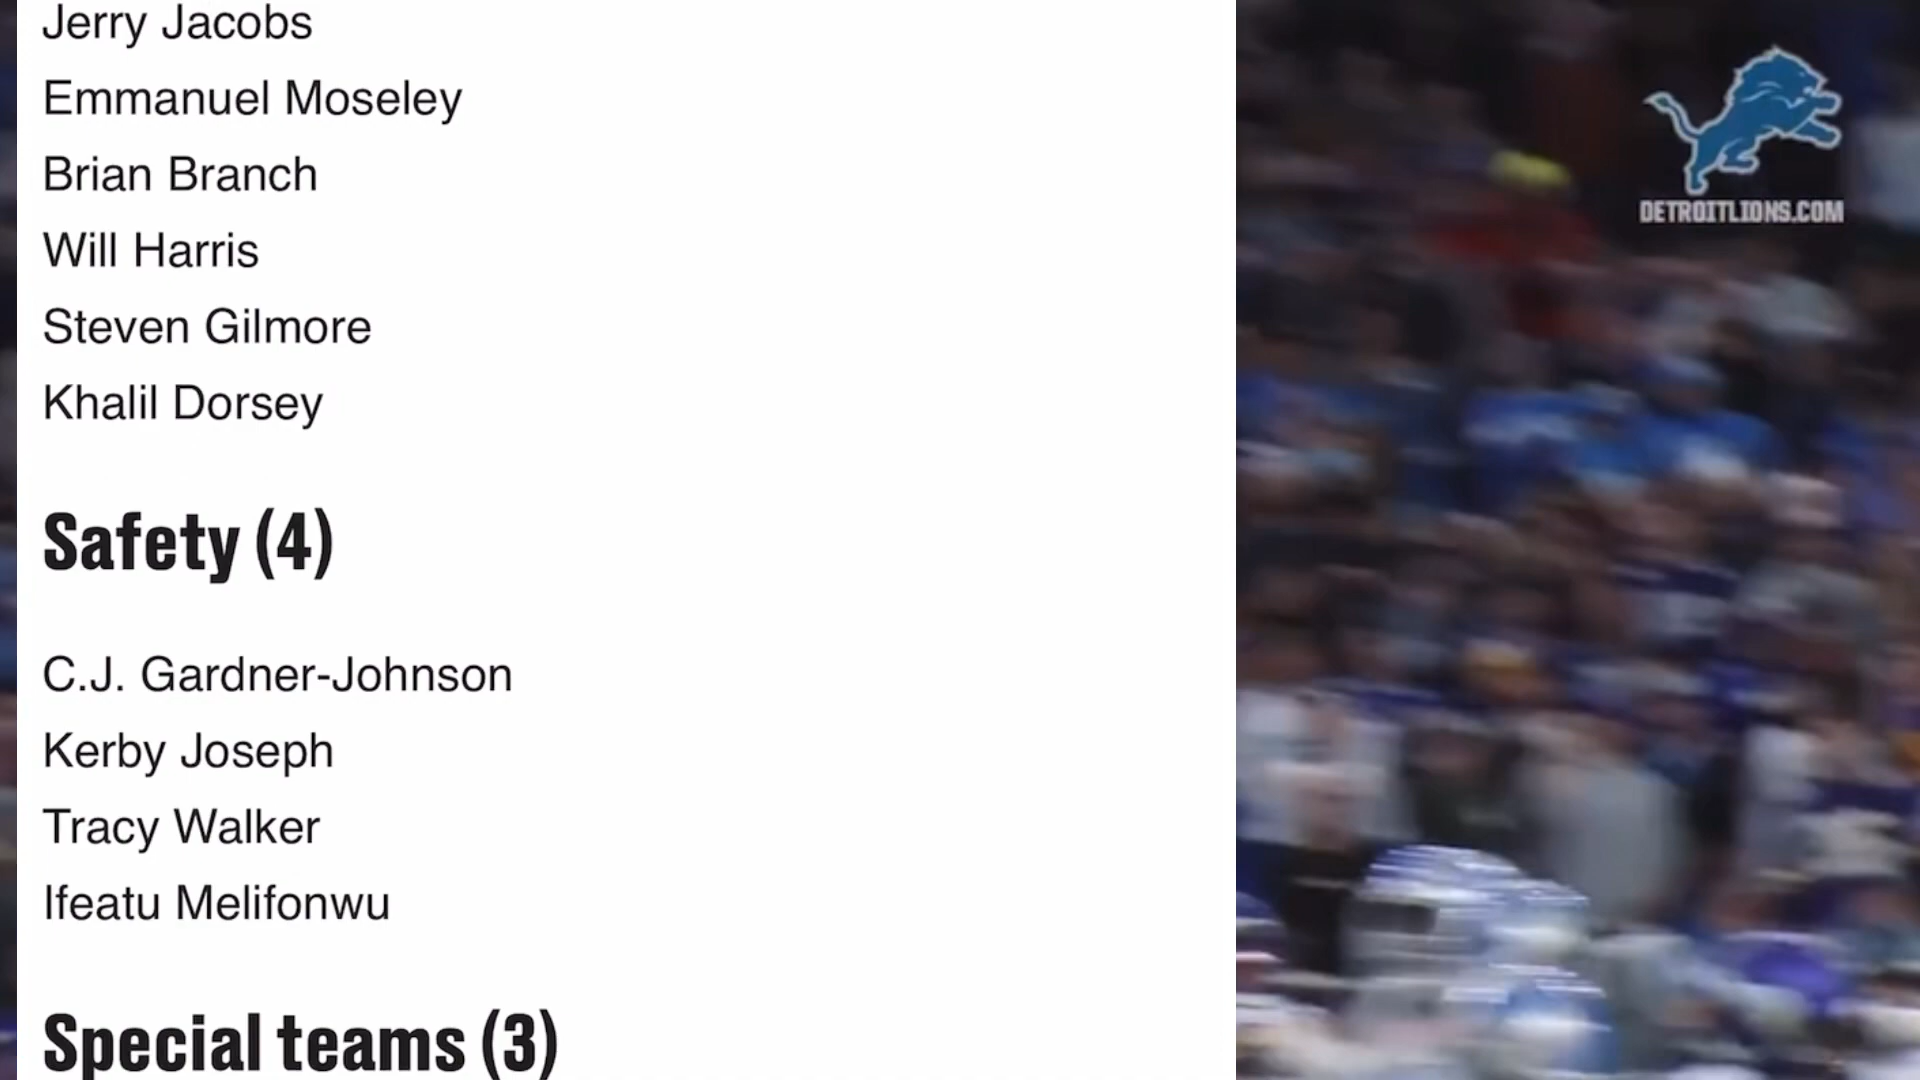 Jerry Jacobs
Emmanuel Moseley
Brian Branch
Will Harris
Steven Gilmore
Khalil Dorsey
Safety (4)
C.J. Gardner-Johnson
Kerby Joseph
Tracy Walker
Ifeatu Melifonwu
Special teams (3)
DETROITLIONS.COM